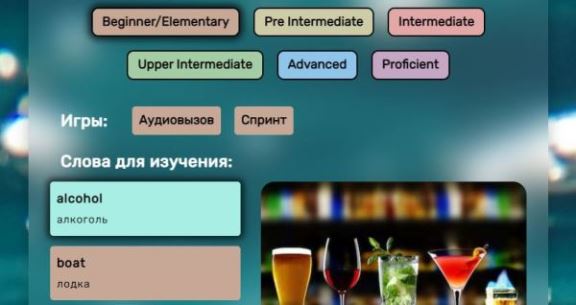 Beginner/Elementary Pre Intermediate Intermediate
Upper Intermediate Advanced Proficient
Игры: Аудиовызов Спринт
Слова для изучения:
alcohol
алкоголь
boat
лодка